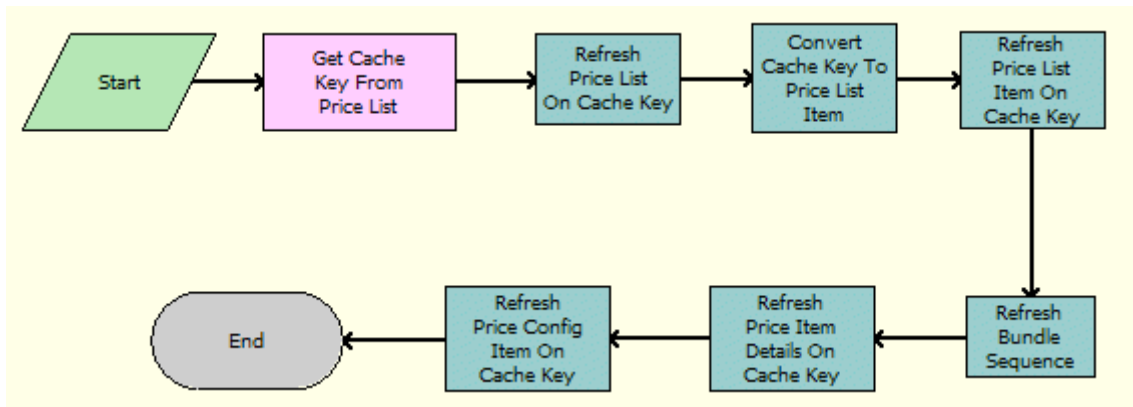 Start
Get Cache
Key From
Price List
Refresh
Price List
On Cache Key
Convert
Cache Key To
Price List
Item
Refresh
Price List
Item On
Cache Key
Refresh
Bundle
Sequence
Refresh
Price Item
Details On
Cache Key
Refresh
Price Config
Item On
Cache Key
End